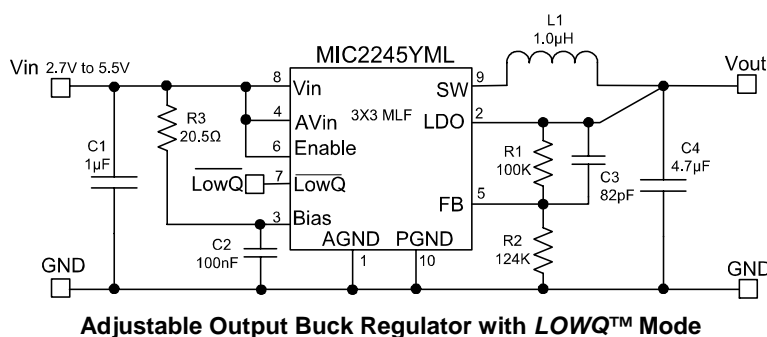 L1
1.0µH
MIC2245YML
Vin 2.7V to 5.5V
Vout
8
Vin
SW
9
3X3 MLF
4
AVin
LDO
2
6
Enable
R3
20.5Ω
C1
1µF
R1
100K
C3
82pF
C4
4.7µF
LowQ
7
LowQ
FB
5
3
Bias
C2
100nF
AGND
PGND
1
10
R2
124K
GND
GND
Adjustable Output Buck Regulator with LOWQ™ Mode